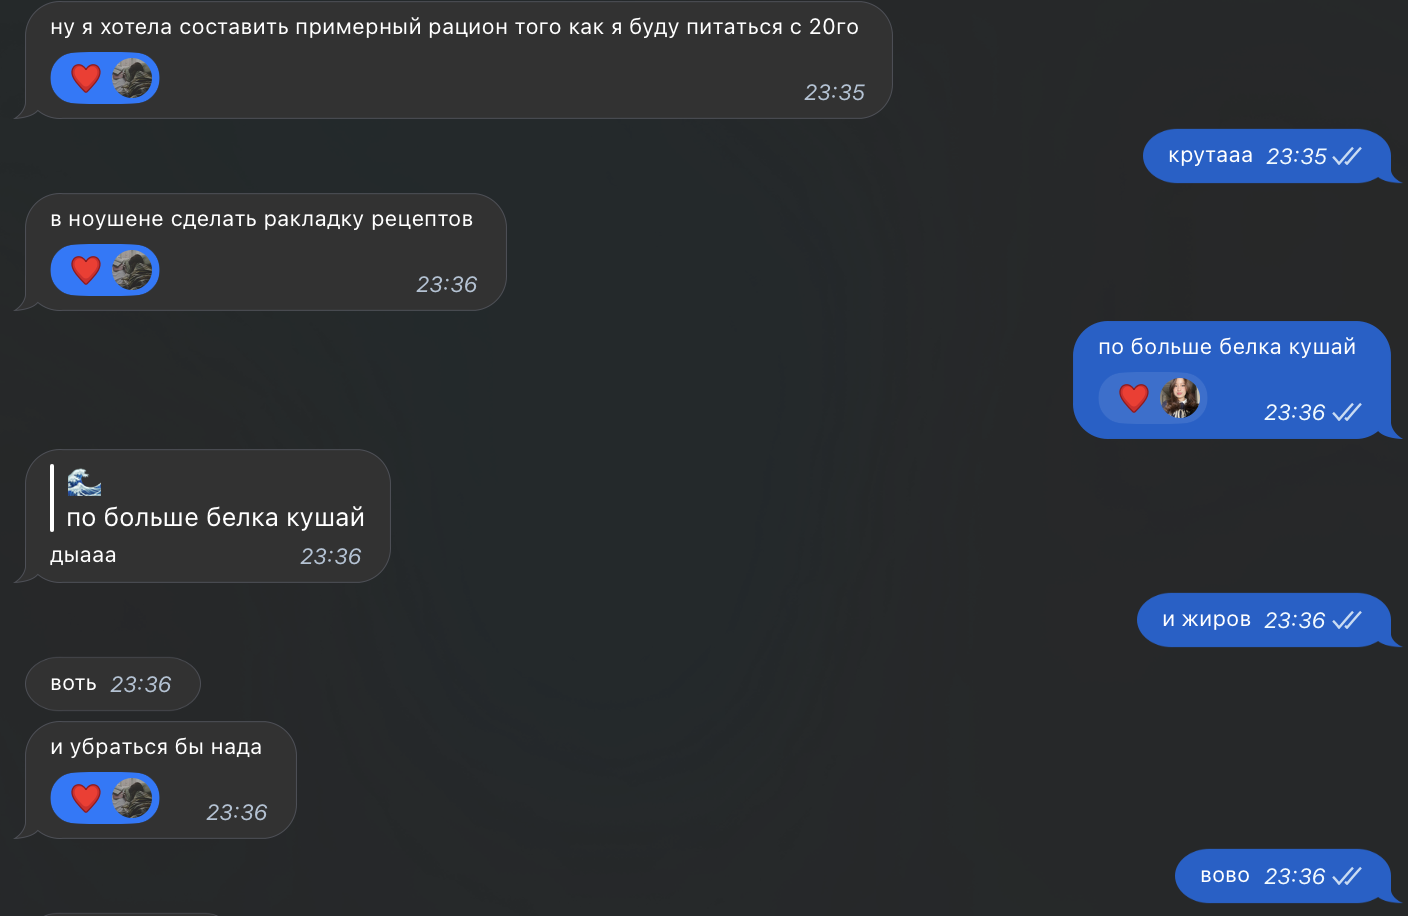 ну я хотела составить примерный рацион того как я буду питаться с 20го
23:35
крутааа 23:35
в ноушене сделать ракладку рецептов
23:36
по больше белка кушай
23:36
по больше белка кушай
дыааа 23:36
и жиров 23:36
воть 23:36
и убраться бы нада
23:36
вово 23:36